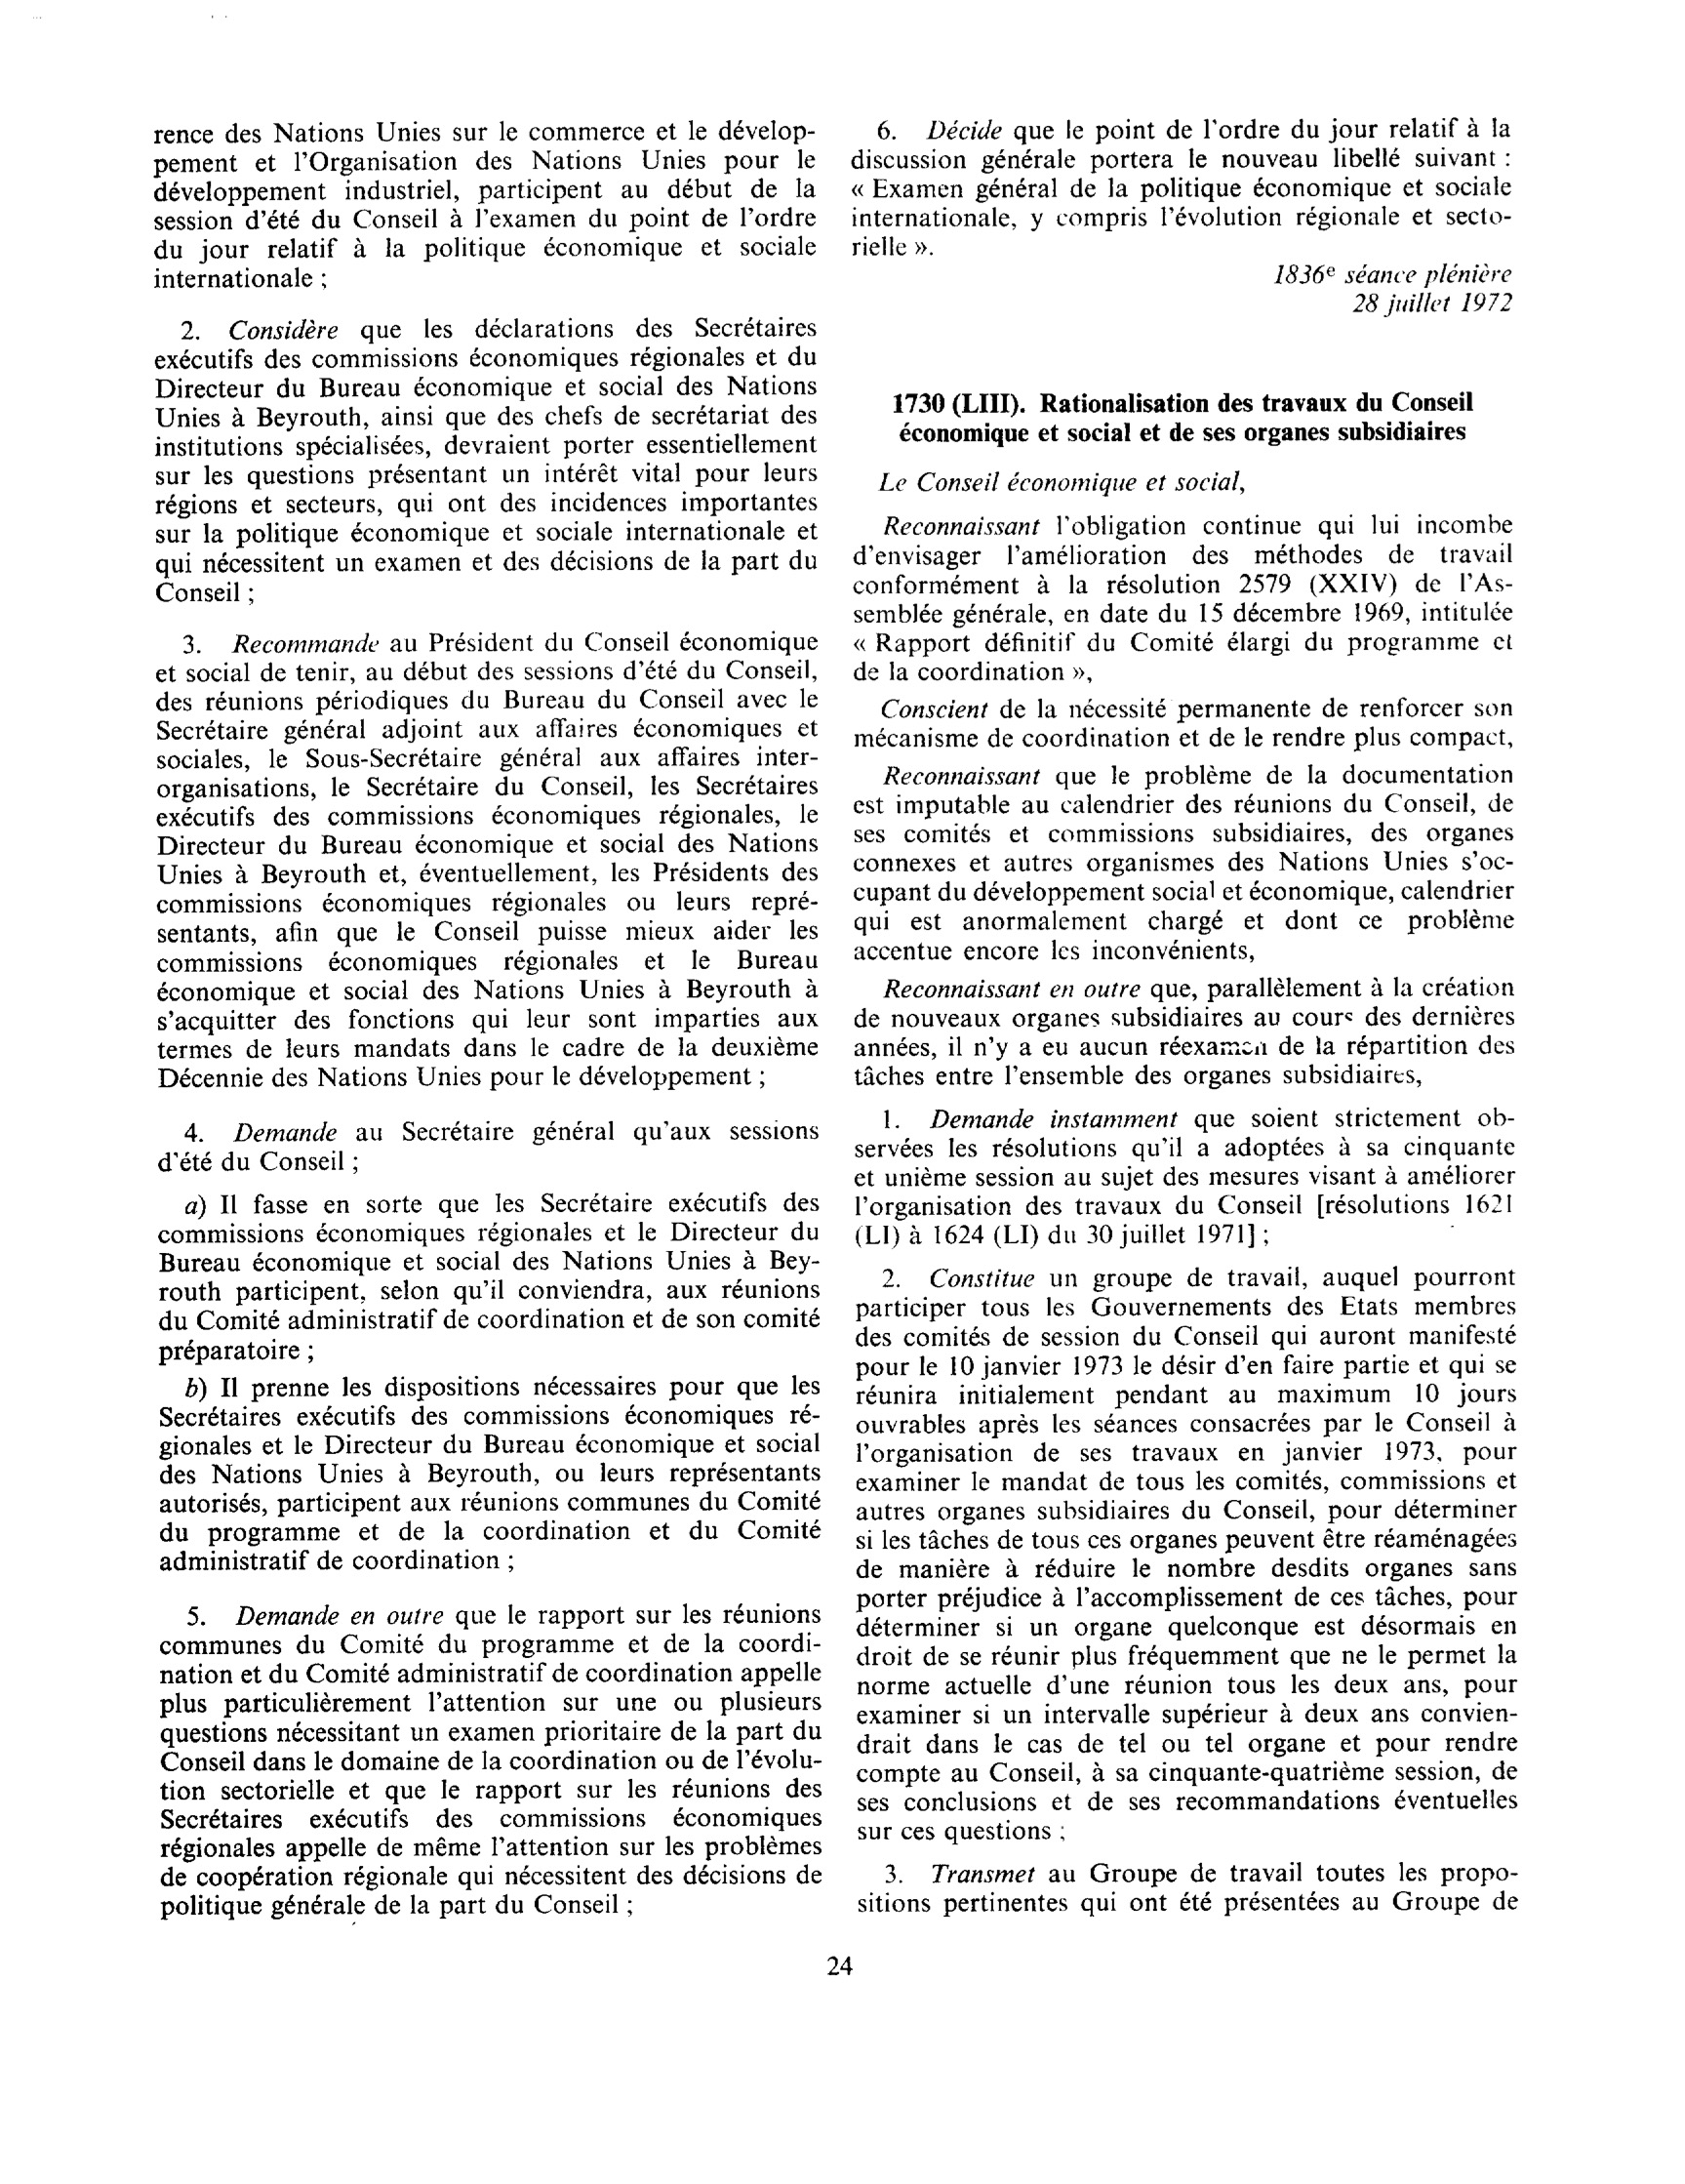 rence des Nations Unies sur le commerce et le dévelop-
pement et l'Organisation des Nations Unies pour le
développement industriel, participent au début de la
session d'été du Conseil à l'examen du point de l'ordre
du jour relatif à la politique économique et sociale
internationale ;
2. Considère que les déclarations des Secrétaires
exécutifs des commissions économiques régionales et du
Directeur du Bureau économique et social des Nations
Unies à Beyrouth, ainsi que des chefs de secrétariat des
institutions spécialisées, devraient porter essentiellement
sur les questions présentant un intérêt vital pour leurs
régions et secteurs, qui ont des incidences importantes
sur la politique économique et sociale internationale et
qui nécessitent un examen et des décisions de la part du
Conseil ;
3. Recommande au Président du Conseil économique
et social de tenir, au début des sessions d'été du Conseil,
des réunions périodiques du Bureau du Conseil avec le
Secrétaire général adjoint aux affaires économiques et
sociales, le Sous-Secrétaire général aux affaires inter-
organisations, le Secrétaire du Conseil, les Secrétaires
exécutifs des commissions économiques régionales, le
Directeur du Bureau économique et social des Nations
Unies à Beyrouth et, éventuellement, les Présidents des
commissions économiques régionales ou leurs repré-
sentants, afin que le Conseil puisse mieux aider les
commissions économiques régionales et le Bureau
économique et social des Nations Unies à Beyrouth à
s'acquitter des fonctions qui leur sont imparties aux
termes de leurs mandats dans le cadre de la deuxième
Décennie des Nations Unies pour le développement ;
4. Demande au Secrétaire général qu'aux sessions
d'été du Conseil ;
a) Il fasse en sorte que les Secrétaire exécutifs des
commissions économiques régionales et le Directeur du
Bureau économique et social des Nations Unies à Bey-
routh participent, selon qu'il conviendra, aux réunions
du Comité administratif de coordination et de son comité
préparatoire ;
b) Il prenne les dispositions nécessaires pour que les
Secrétaires exécutifs des commissions économiques ré-
gionales et le Directeur du Bureau économique et social
des Nations Unies à Beyrouth, ou leurs représentants
autorisés, participent aux réunions communes du Comité
du programme et de la coordination et du Comité
administratif de coordination ;
5. Demande en outre que le rapport sur les réunions
communes du Comité du programme et de la coordi-
nation et du Comité administratif de coordination appelle
plus particulièrement l'attention sur une ou plusieurs
questions nécessitant un examen prioritaire de la part du
Conseil dans le domaine de la coordination ou de l'évolu-
tion sectorielle et que le rapport sur les réunions des
Secrétaires exécutifs des commissions économiques
régionales appelle de même l'attention sur les problèmes
de coopération régionale qui nécessitent des décisions de
politique générale de la part du Conseil ;
6. Décide que le point de l'ordre du jour relatif à la
discussion générale portera le nouveau libellé suivant :
« Examen général de la politique économique et sociale
internationale, y compris l'évolution régionale et secto-
rielle ».
1836e séance plénière
28 juillet 1972
1730 (LIII). Rationalisation des travaux du Conseil
économique et social et de ses organes subsidiaires
Le Conseil économique et social,
Reconnaissant l'obligation continue qui lui incombe
d'envisager l'amélioration des méthodes de travail
conformément à la résolution 2579 (XXIV) de l'As-
semblée générale, en date du 15 décembre 1969, intitulée
« Rapport définitif du Comité élargi du programme et
de la coordination »,
Conscient de la nécessité permanente de renforcer son
mécanisme de coordination et de le rendre plus compact,
Reconnaissant que le problème de la documentation
est imputable au calendrier des réunions du Conseil, de
ses comités et commissions subsidiaires, des organes
connexes et autres organismes des Nations Unies s'oc-
cupant du développement social et économique, calendrier
qui est anormalement chargé et dont ce problème
accentue encore les inconvénients,
Reconnaissant en outre que, parallèlement à la création
de nouveaux organes subsidiaires au cours des dernières
années, il n'y a eu aucun réexamen de la répartition des
tâches entre l'ensemble des organes subsidiaires,
1. Demande instamment que soient strictement ob-
servées les résolutions qu'il a adoptées à sa cinquante
et unième session au sujet des mesures visant à améliorer
l'organisation des travaux du Conseil [résolutions 1621
(LI) à 1624 (LI) du 30 juillet 1971] ;
2. Constitue un groupe de travail, auquel pourront
participer tous les Gouvernements des Etats membres
des comités de session du Conseil qui auront manifesté
pour le 10 janvier 1973 le désir d'en faire partie et qui se
réunira initialement pendant au maximum 10 jours
ouvrables après les séances consacrées par le Conseil à
l'organisation de ses travaux en janvier 1973, pour
examiner le mandat de tous les comités, commissions et
autres organes subsidiaires du Conseil, pour déterminer
si les tâches de tous ces organes peuvent être réaménagées
de manière à réduire le nombre desdits organes sans
porter préjudice à l'accomplissement de ces tâches, pour
déterminer si un organe quelconque est désormais en
droit de se réunir plus fréquemment que ne le permet la
norme actuelle d'une réunion tous les deux ans, pour
examiner si un intervalle supérieur à deux ans convien-
drait dans le cas de tel ou tel organe et pour rendre
compte au Conseil, à sa cinquante-quatrième session, de
ses conclusions et de ses recommandations éventuelles
sur ces questions ;
3. Transmet au Groupe de travail toutes les propo-
sitions pertinentes qui ont été présentées au Groupe de
24